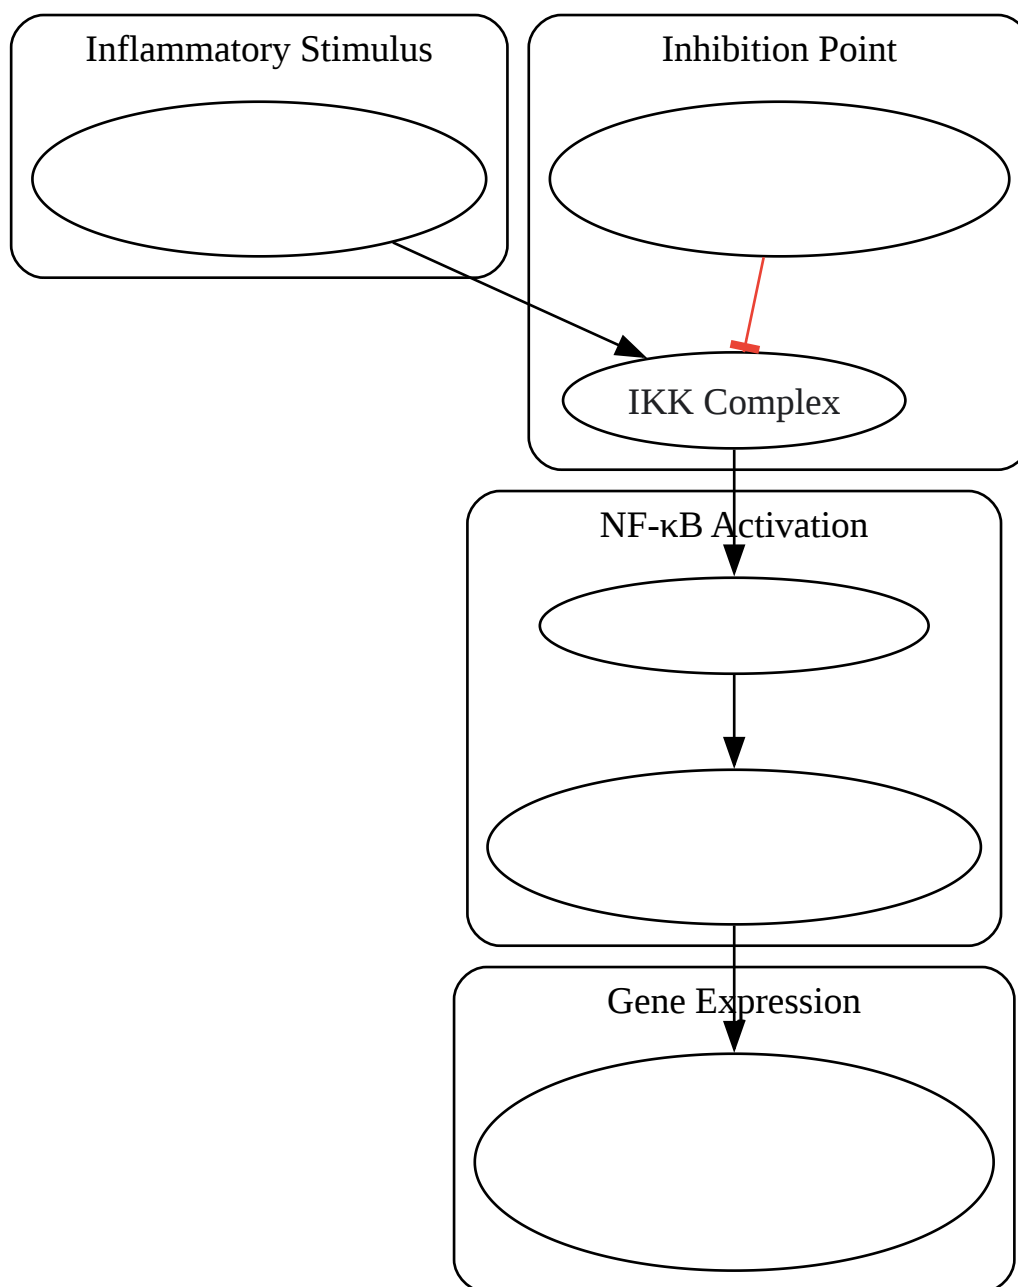 Inflammatory Stimulus
Inhibition Point
IKK Complex
NF-κB Activation
Gene Expression